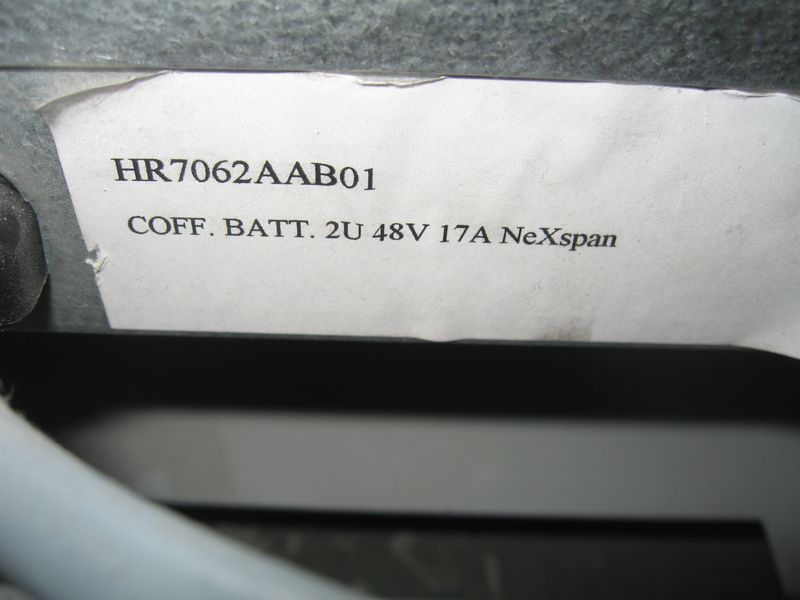 HR7062AAB01
COFF. BATT. 2U 48V 17A NeXspan